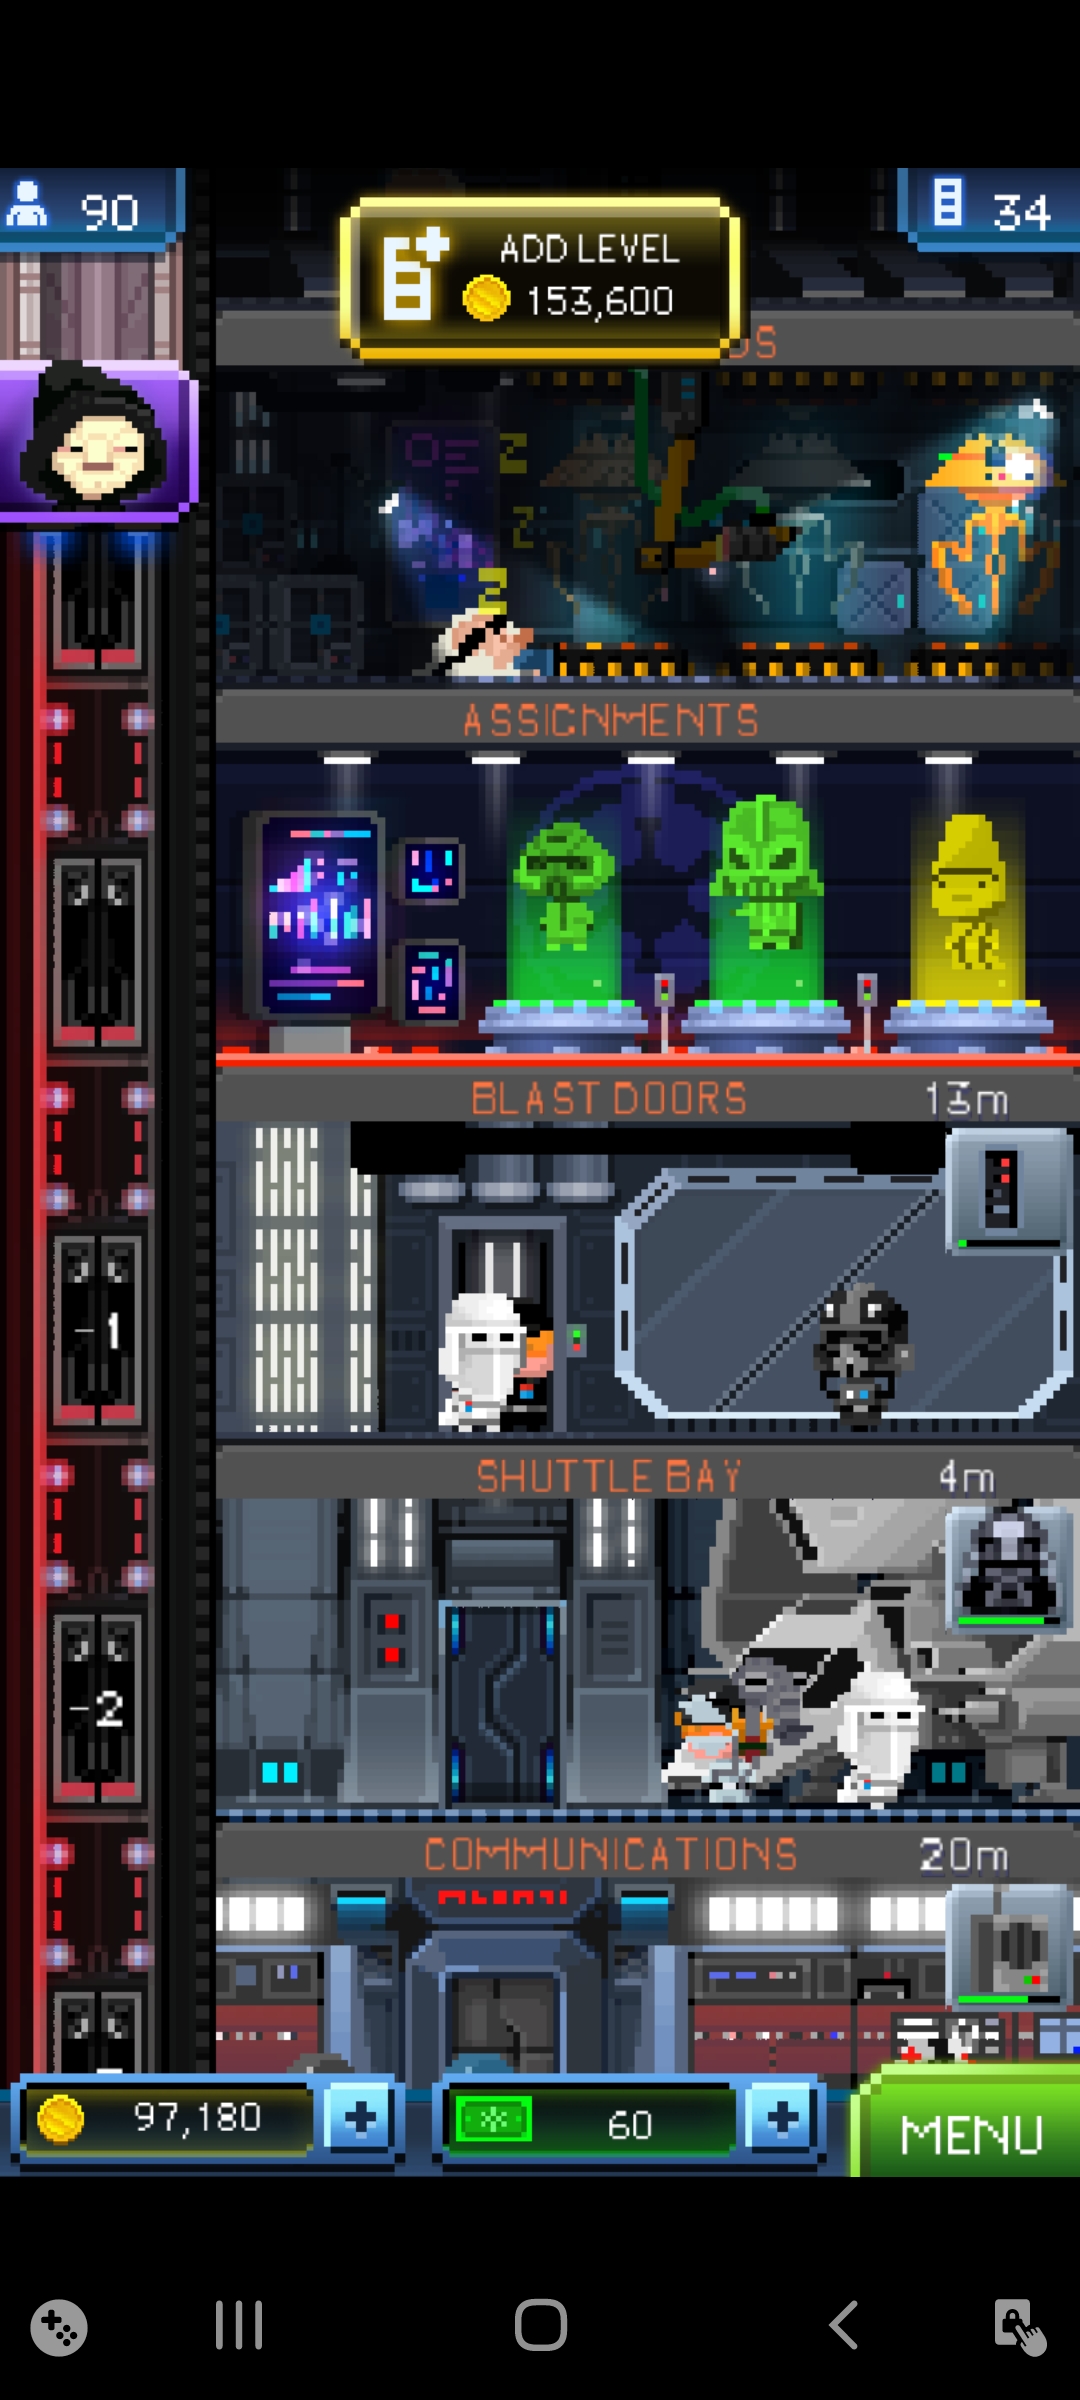 90
ADD LEVEL
153,600
34
DS
Z
Z
Z
ASSIGNMENTS
BLAST DOORS 13m
-1
SHUTTLE BAY 4m
-2
COMMUNICATIONS 20m
97,180 +
60 +
MENU